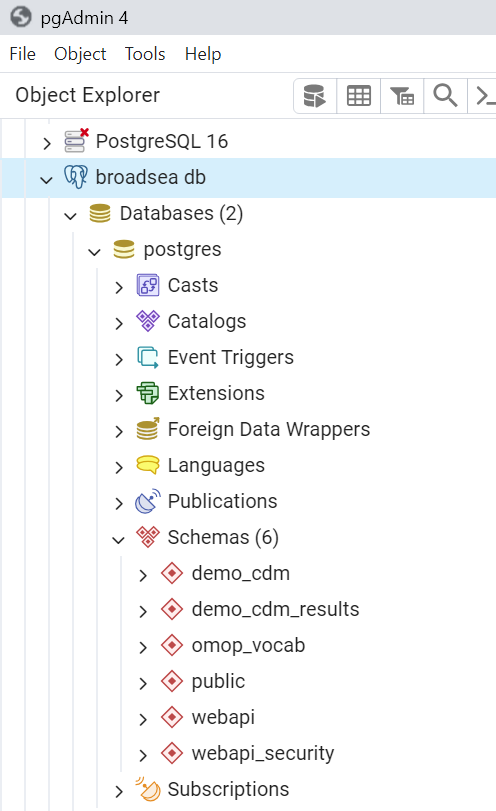 pgAdmin 4
File Object Tools Help
Object Explorer
PostgreSQL 16
broadsea db
Databases (2)
postgres
Casts
Catalogs
Event Triggers
Extensions
Foreign Data Wrappers
Languages
Publications
Schemas (6)
demo_cdm
demo_cdm_results
omop_vocab
public
webapi
webapi_security
Subscriptions